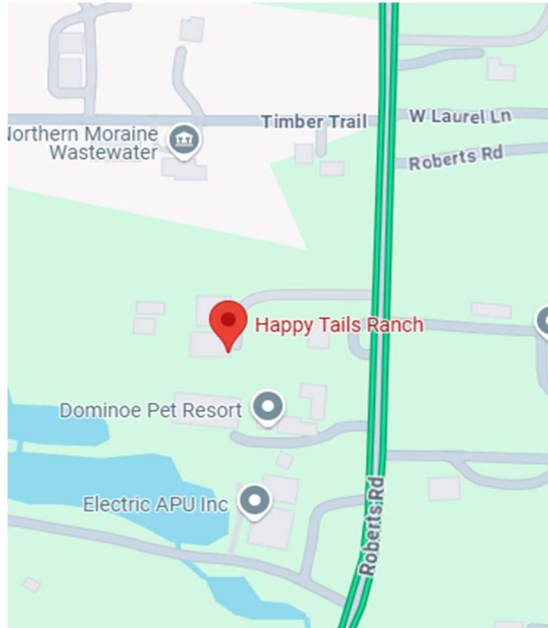 Timber Trail
W Laurel Ln
Northern Moraine
Wastewater
Roberts Rd
Happy Tails Ranch
Dominoe Pet Resort
Electric APU Inc
Roberts Rd